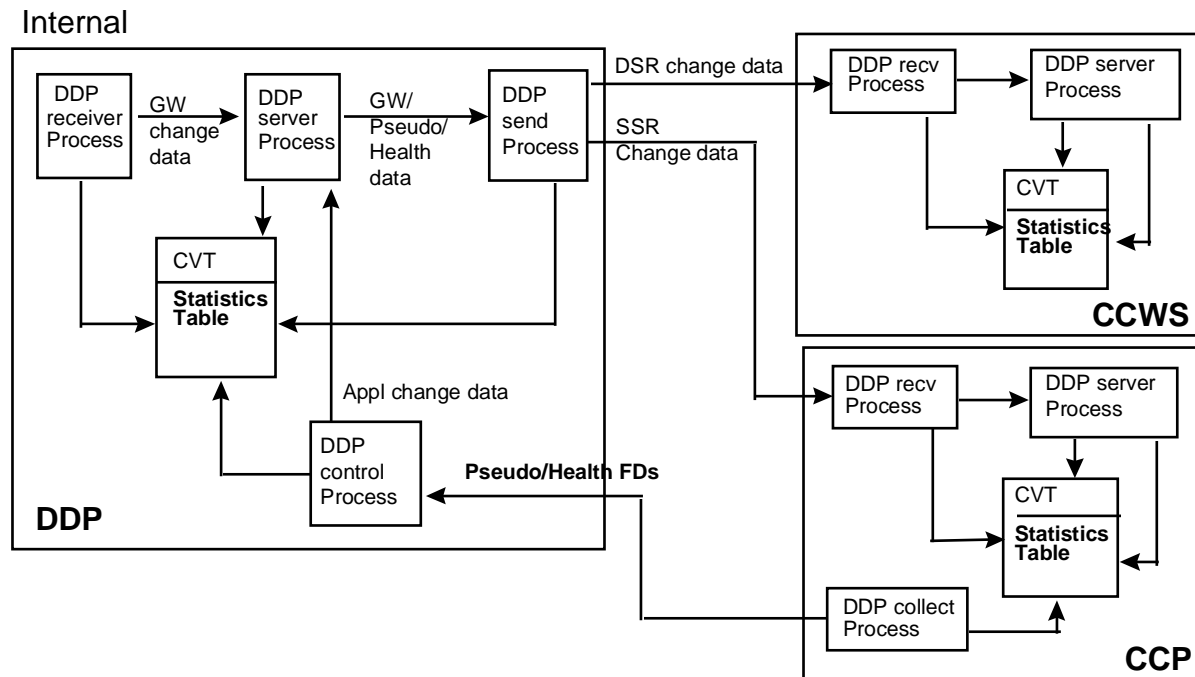 Internal
DDP
receiver
Process
GW
change
data
DDP
server
Process
GW/
Pseudo/
Health
data
DDP
send
Process
DSR change data
SSR
Change data
CVT
Statistics
Table
Appl change data
DDP
control
Process
Pseudo/Health FDs
DDP
DDP recv
Process
DDP server
Process
CVT
Statistics
Table
CCWS
DDP recv
Process
DDP server
Process
CVT
Statistics
Table
DDP collect
Process
CCP